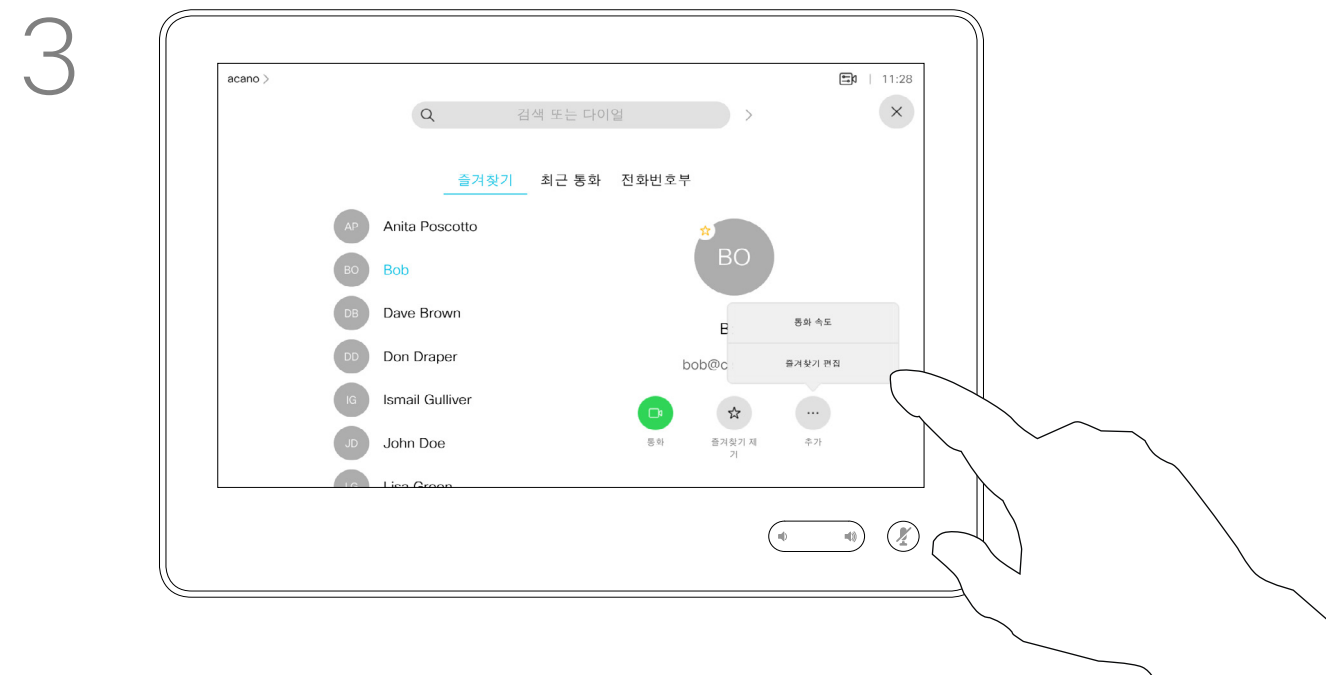 3
acano >
11:28
검색 또는 다이얼
즐겨찾기 최근 통화 전화번호부
AP Anita Poscotto
BO Bob
DB Dave Brown
DD Don Draper
IG Ismail Gulliver
JD John Doe
LG Lisa Green
BO
B
bob@c
통화 속도
즐겨찾기 편집
통화
즐겨찾기 제
기
추가